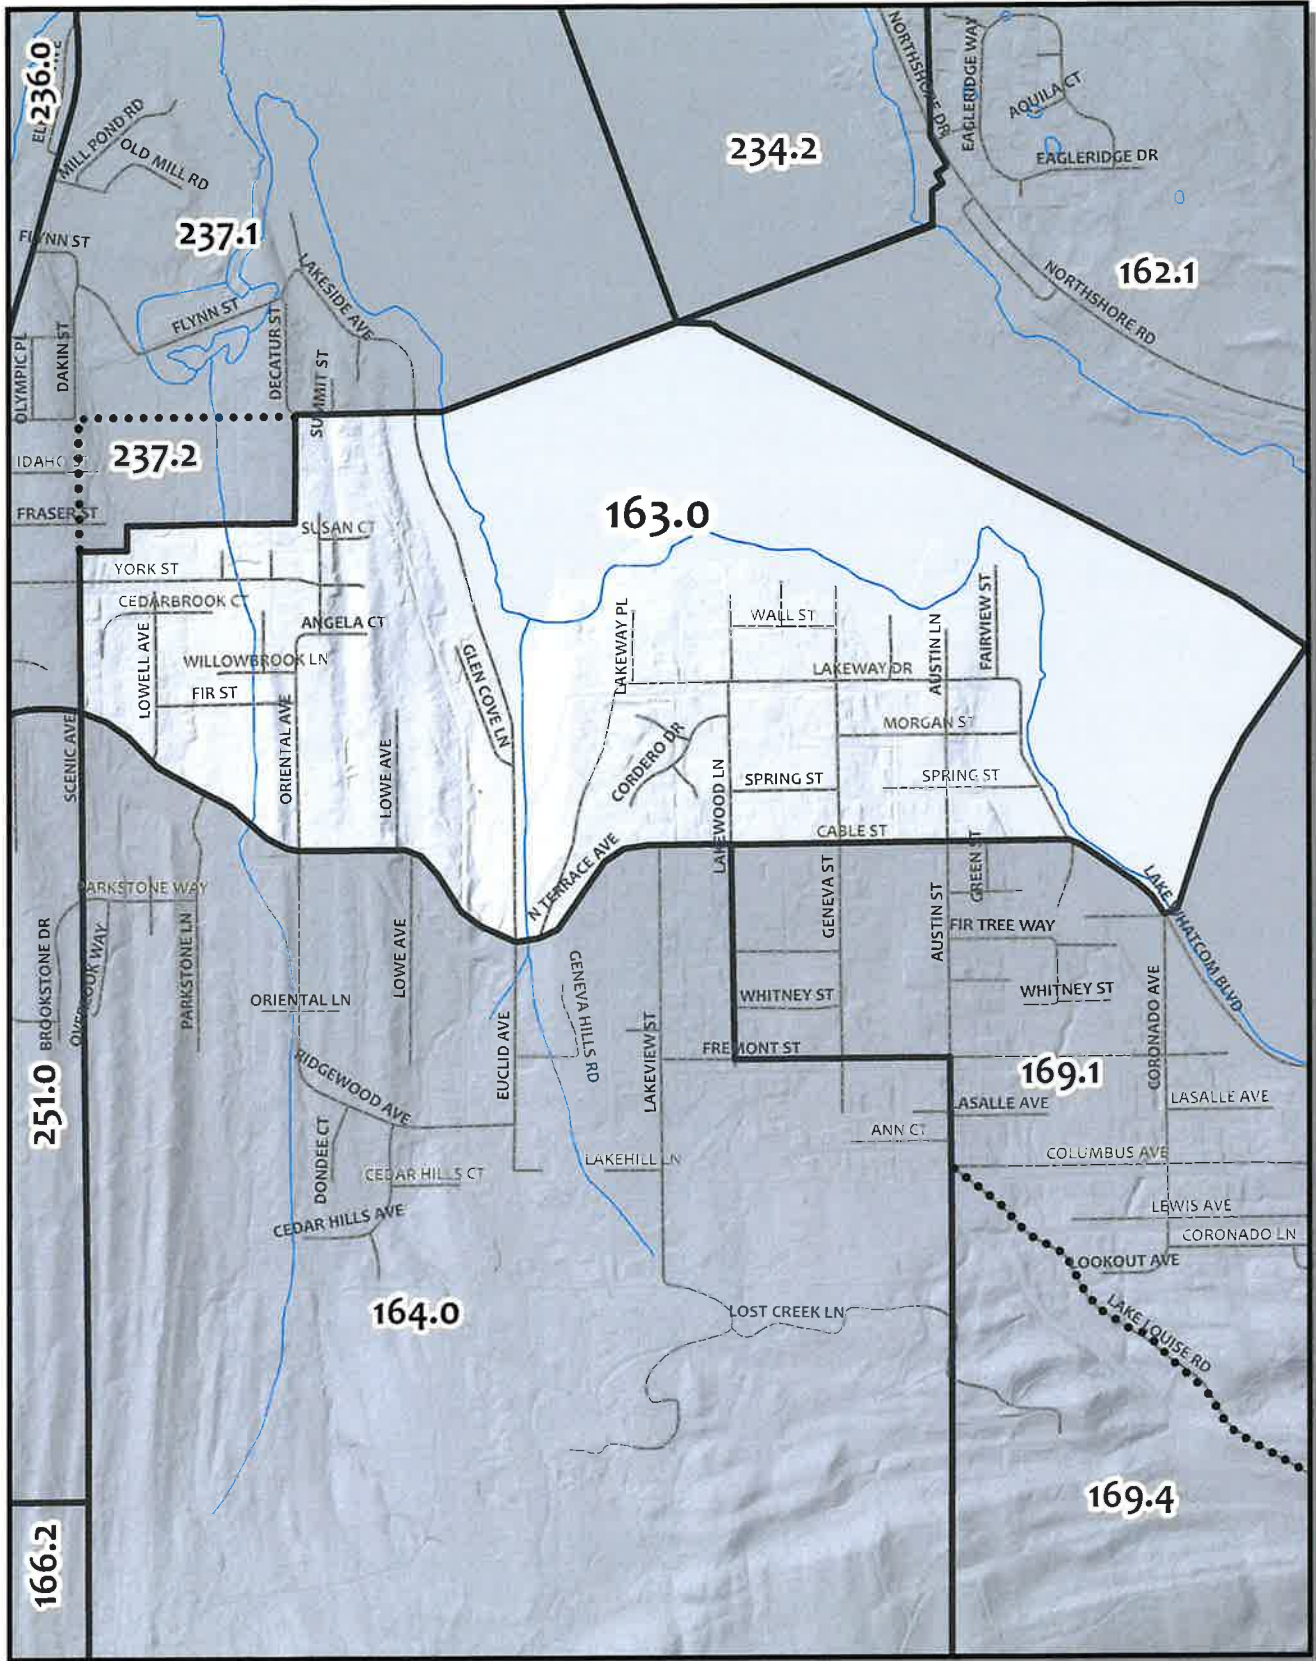 236.0
MILL POND RD
OLD MILL RD
237.1
FLYNN ST
FLYNN ST
LAKESIDE AVE
OLYMPIC PL
DAKIN ST
DECATUR ST
SUMMIT ST
234.2
NORTHSHORE DR
EAGLERIDGE WAY
AQUILA CT
EAGLERIDGE DR
162.1
NORTHSHORE RD
237.2
FRASER ST
163.0
SUSAN CT
YORK ST
CEDARBROOK CT
ANGELA CT
LOWELL AVE
WILLOWBROOK LN
FIR ST
GLEN COVE LN
LAKEWAY PL
WALL ST
LAKEWAY DR
AUSTIN LN
FAIRVIEW ST
MORGAN ST
SCENIC AVE
ORIENTAL AVE
LOWE AVE
CORDERO DR
LAKEWOOD LN
SPRING ST
SPRING ST
CABLE ST
N TERRACE AVE
PARKSTONE WAY
BROOKSTONE DR
PARKSTONE LN
LOWE AVE
ORIENTAL LN
GENEVA ST
GREEN ST
AUSTIN ST
FIR TREE WAY
LAKE WHATCOM BLVD
GENEVA HILLS RD
WHITNEY ST
WHITNEY ST
CORONADO AVE
EUCLID AVE
LAKEVIEW ST
FREMONT ST
251.0
RIDGEWOOD AVE
169.1
LASALLE AVE
LASALLE AVE
ANN CT
DONDEE CT
CEDAR HILLS CT
LAKEHILL LN
COLUMBUS AVE
CEDAR HILLS AVE
LEWIS AVE
CORONADO LN
LOOKOUT AVE
164.0
LOST CREEK LN
LAKE LOUISE RD
169.4
166.2